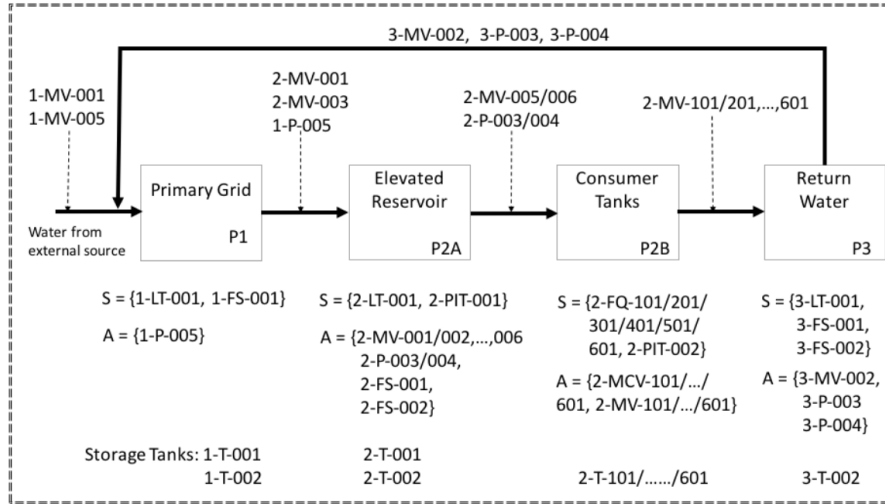 3-MV-002, 3-P-003, 3-P-004
1-MV-001
1-MV-005
2-MV-001
2-MV-003
1-P-005
2-MV-005/006
2-P-003/004
2-MV-101/201,...,601
Primary Grid
P1
Elevated
Reservoir
P2A
Consumer
Tanks
P2B
Return
Water
P3
Water from
external source
S = {1-LT-001, 1-FS-001}
A = {1-P-005}
S = {2-LT-001, 2-PIT-001}
A = {2-MV-001/002,...,006
2-P-003/004,
2-FS-001,
2-FS-002}
S = {2-FQ-101/201/
301/401/501/
601, 2-PIT-002}
A = {2-MCV-101/.../
601, 2-MV-101/.../601}
S = {3-LT-001,
3-FS-001,
3-FS-002}
A = {3-MV-002,
3-P-003
3-P-004}
Storage Tanks: 1-T-001
1-T-002
2-T-001
2-T-002
2-T-101/....../601
3-T-002